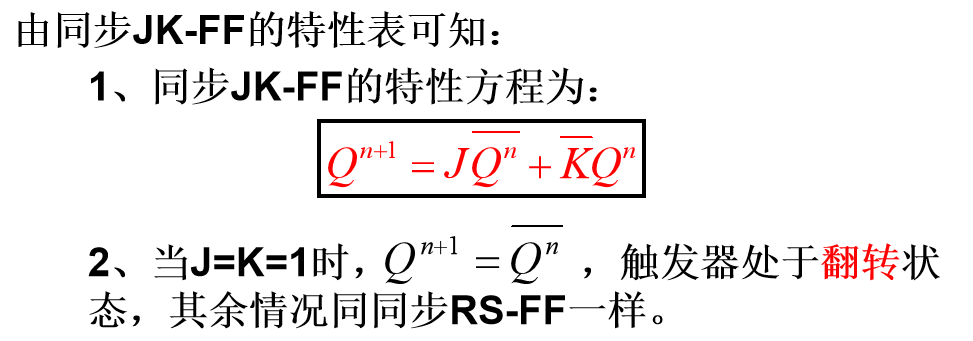 由同步JK-FF的特性表可知：
1、同步JK-FF的特性方程为：
$Q^{n+1} = J\overline{Q^n} + \overline{K}Q^n$
2、当J=K=1时，$Q^{n+1} = \overline{Q^n}$ ，触发器处于翻转状
态，其余情况同同步RS-FF一样。